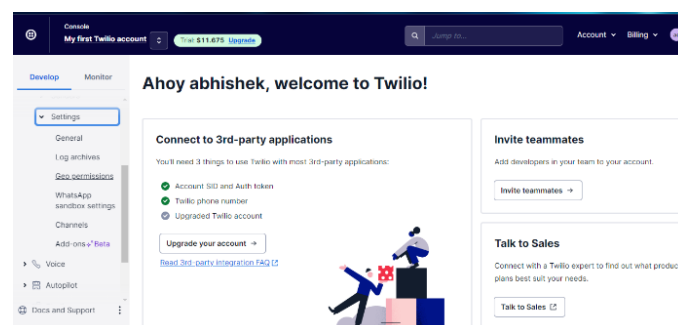 Console
My first Twilio account
Trial: $11.675 Upgrade
Jump to...
Account
Billing
Develop
Monitor
Settings
General
Log archives
Geo permissions
WhatsApp
sandbox settings
Channels
Add-ons Beta
Voice
Autopilot
Docs and Support
Ahoy abhishek, welcome to Twilio!
Connect to 3rd-party applications
You'll need 3 things to use Twilio with most 3rd-party applications:
Account SID and Auth token
Twilio phone number
Upgraded Twilio account
Upgrade your account →
Read 3rd-party integration FAQ
Invite teammates
Add developers in your team to your account.
Invite teammates →
Talk to Sales
Connect with a Twilio expert to find out what produc
plans best suit your needs.
Talk to Sales